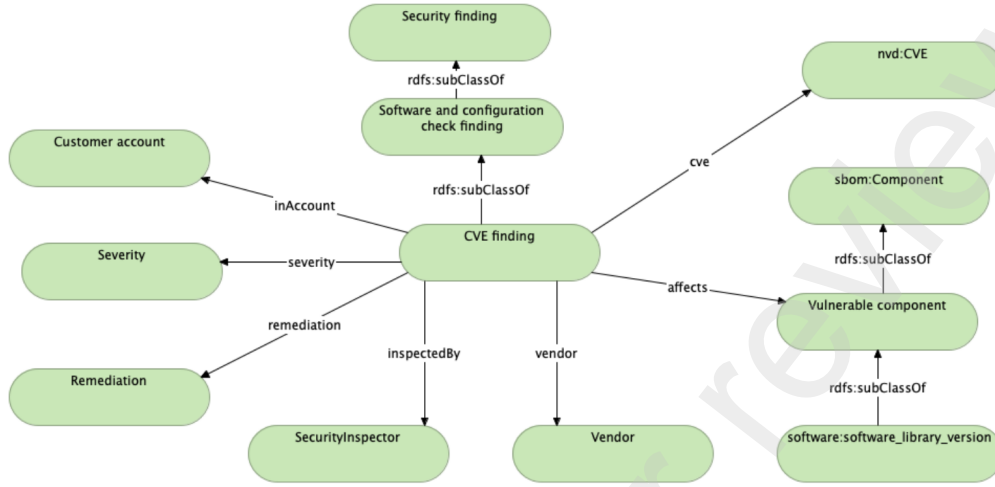 Security finding
nvd:CVE
rdfs:subClassOf
Software and configuration
check finding
Customer account
cve
sbom:Component
rdfs:subClassOf
inAccount
CVE finding
Severity
severity
rdfs:subClassOf
affects
Vulnerable component
remediation
inspectedBy
vendor
Remediation
rdfs:subClassOf
SecurityInspector
Vendor
software:software_library_version
review